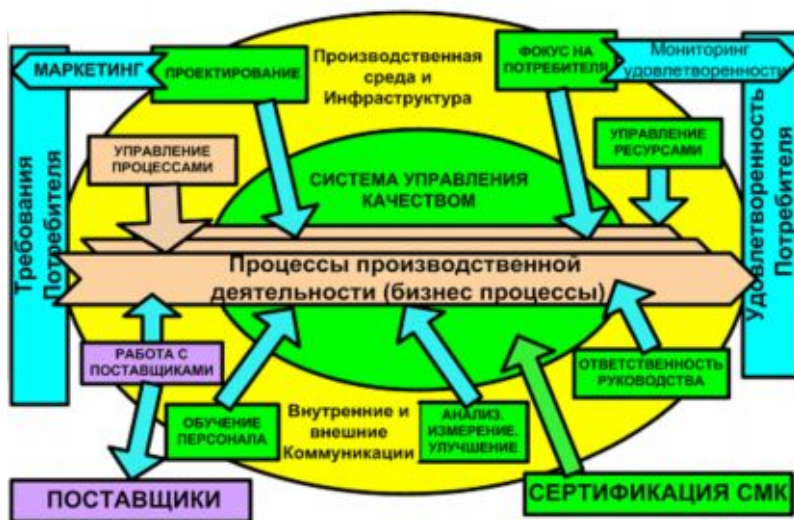 МАРКЕТИНГ
ПРОЕКТИРОВАНИЕ
Производственная
среда и
Инфраструктура
ФОКУС НА
ПОТРЕБИТЕЛЯ
Мониторинг
удовлетворенности
Требования
Потребителя
УПРАВЛЕНИЕ
ПРОЦЕССАМИ
СИСТЕМА УПРАВЛЕНИЯ
КАЧЕСТВОМ
УПРАВЛЕНИЕ
РЕСУРСАМИ
Удовлетворенность
Потребителя
Процессы производственной
деятельности (бизнес процессы)
РАБОТА С
ПОСТАВЩИКАМИ
ОБУЧЕНИЕ
ПЕРСОНАЛА
Внутренние и
внешние
Коммуникации
АНАЛИЗ.
ИЗМЕРЕНИЕ.
УЛУЧШЕНИЕ
ОТВЕТСТВЕННОСТЬ
РУКОВОДСТВА
ПОСТАВЩИКИ
СЕРТИФИКАЦИЯ СМК